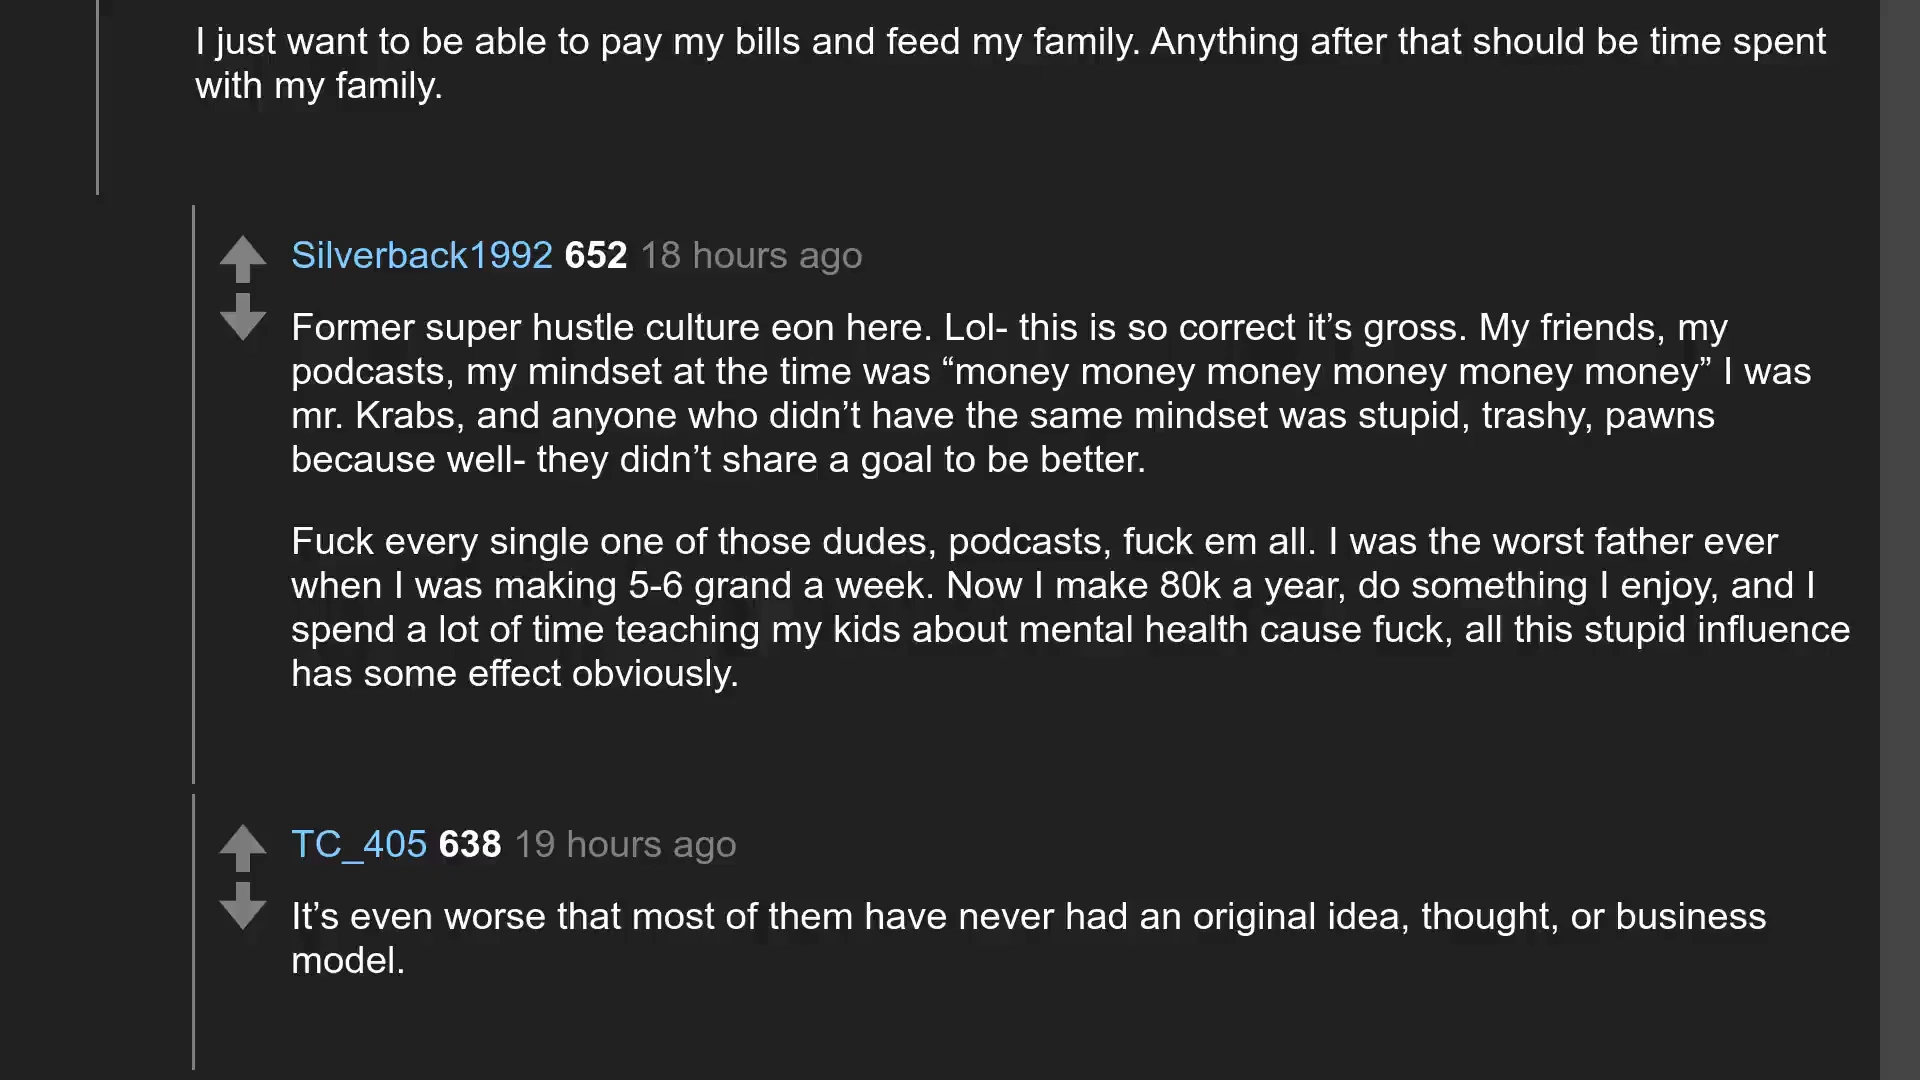 I just want to be able to pay my bills and feed my family. Anything after that should be time spent
with my family.
Silverback1992 652 18 hours ago
Former super hustle culture eon here. Lol- this is so correct it’s gross. My friends, my
podcasts, my mindset at the time was “money money money money money money” I was
mr. Krabs, and anyone who didn’t have the same mindset was stupid, trashy, pawns
because well- they didn’t share a goal to be better.
Fuck every single one of those dudes, podcasts, fuck em all. I was the worst father ever
when I was making 5-6 grand a week. Now I make 80k a year, do something I enjoy, and I
spend a lot of time teaching my kids about mental health cause fuck, all this stupid influence
has some effect obviously.
TC_405 638 19 hours ago
It’s even worse that most of them have never had an original idea, thought, or business
model.